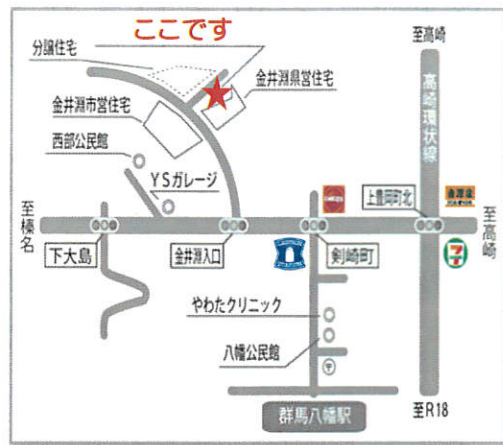 ここです
至高崎
分譲住宅
金井淵県営住宅
高崎環状線
金井淵市営住宅
西部公民館
YSガレージ
上豊岡町北
至榛名
至高崎
下大島
金井淵入口
剣崎町
やわたクリニック
八幡公民館
〒
群馬八幡駅
至R18